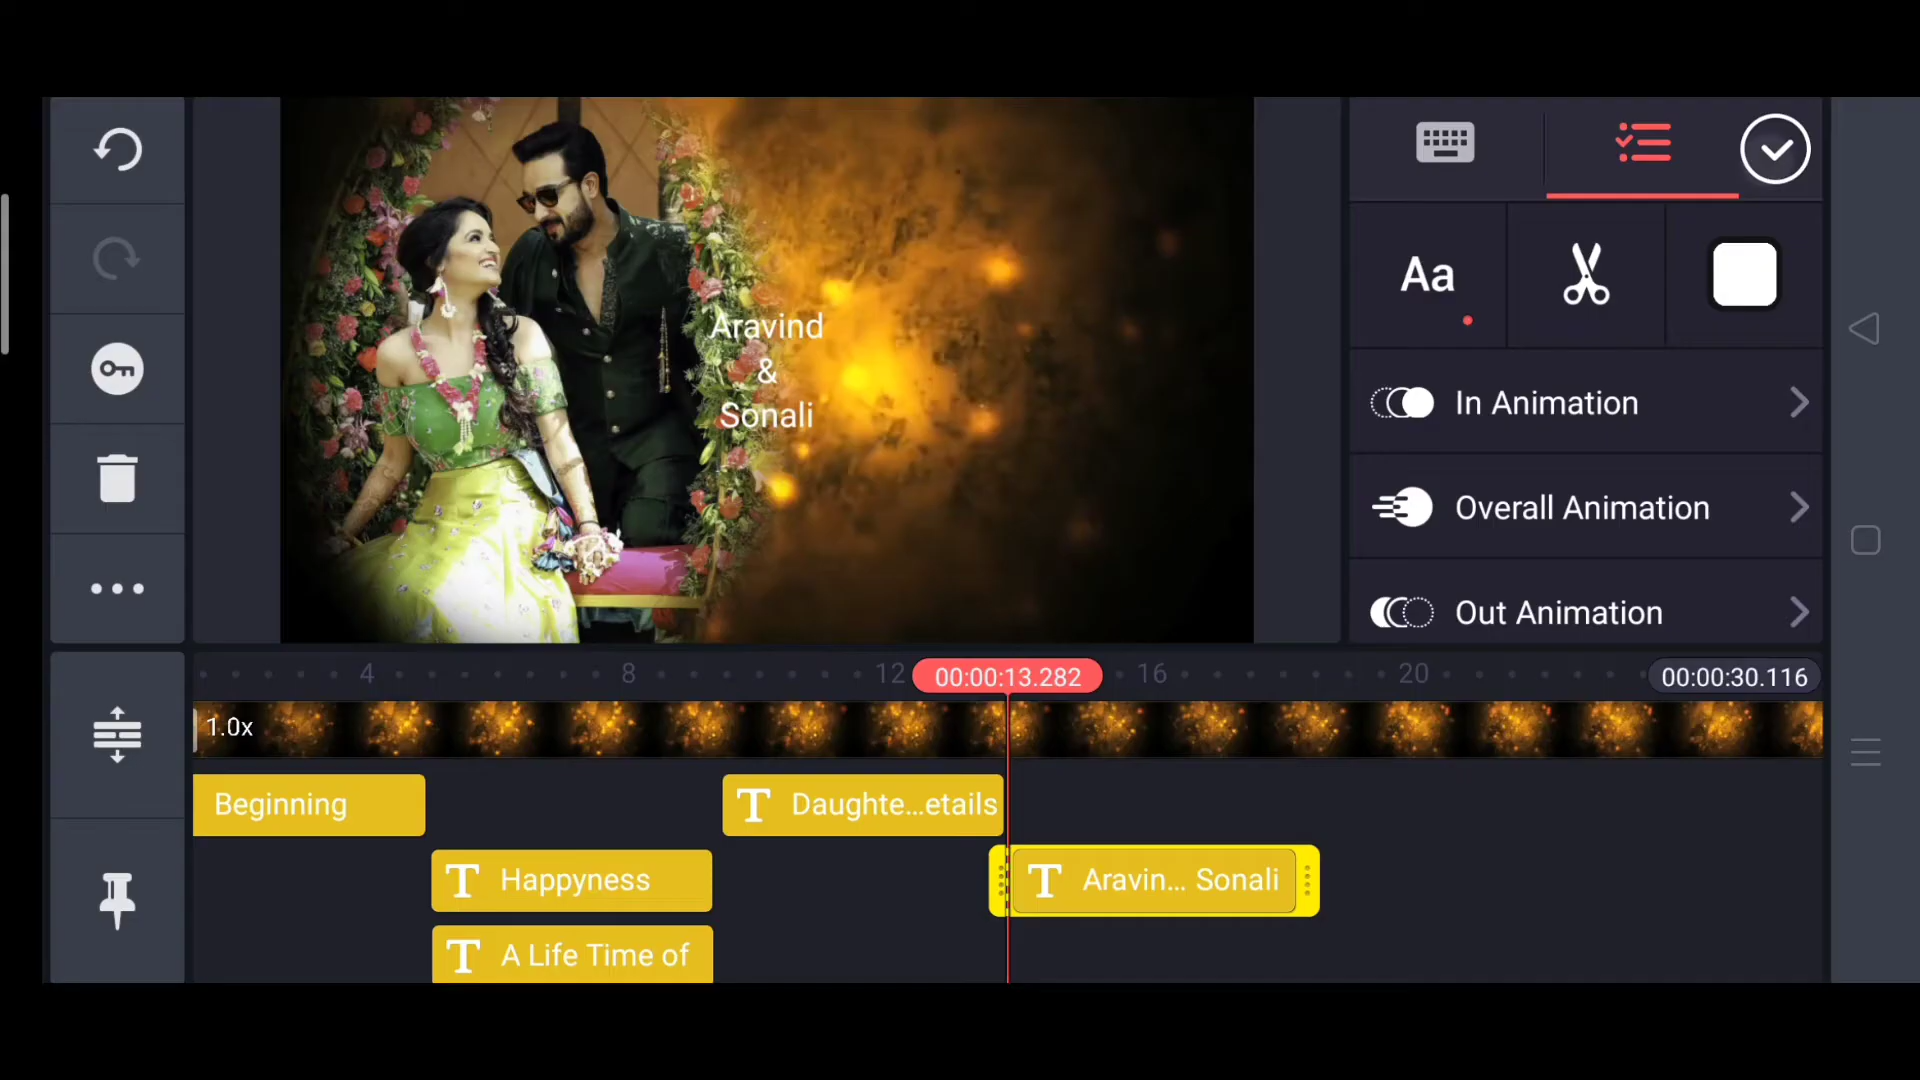 Aravind
&
Sonali
Aa
In Animation
Overall Animation
Out Animation
4
8
12
00:00:13.282
16
20
00:00:30.116
1.0x
Beginning
T Daughte...etails
T Happyness
T Aravin... Sonali
T A Life Time of